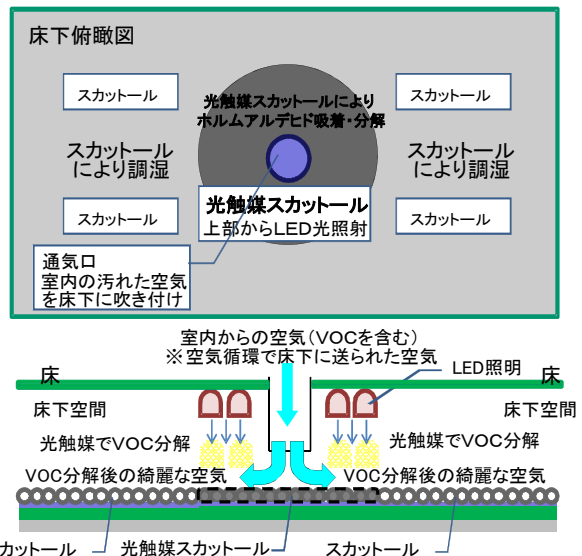 床下俯瞰図
スカットール
スカットール
光触媒スカットールにより
ホルムアルデヒド吸着・分解
スカットール
により調湿
スカットール
により調湿
スカットール
光触媒スカットール
上部からLED光照射
スカットール
通気口
室内の汚れた空気
を床下に吹き付け
室内からの空気(VOCを含む)
※空気循環で床下に送られた空気
LED照明
床
床
床下空間
床下空間
光触媒でVOC分解
光触媒でVOC分解
VOC分解後の綺麗な空気
VOC分解後の綺麗な空気
カットール
光触媒スカットール
スカットール